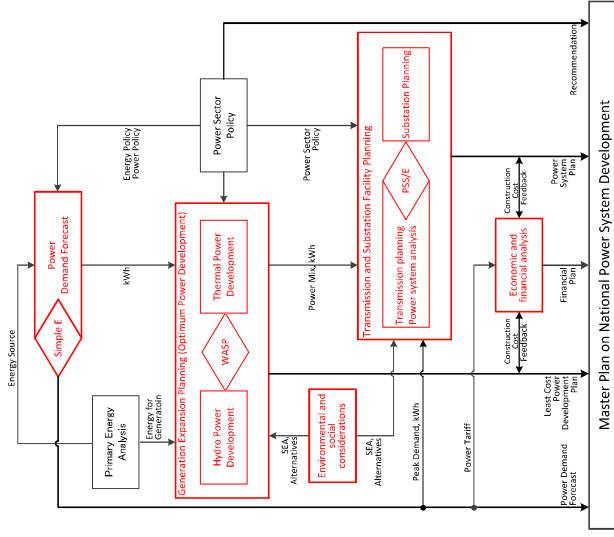 Energy Source
Simple E
Power
Demand Forecast
Primary Energy
Analysis
Energy Policy
Power Policy
Power Sector
Policy
kWh
Energy for
Generatoin
Generation Expansion Planning (Optimum Power Development)
Hydro Power
Development
WASP
Thermal Power
Development
SEA,
Alternatives
Environmental and
social
considerations
SEA,
Alternatives
Power Mix, kWh
Power Sector
Policy
Transmission and Substation Facility Planning
Transmission planning
Power system analysis
PSS/E
Substation Planning
Peak Demand, kWh
Power Tariff
Construction
Cost
Feedback
Economic and
financial analysis
Construction
Cost
Feedback
Power Demand
Forecast
Least Cost
Power
Development
Plan
Financial
Plan
Power
System
Plan
Recommendation
Master Plan on National Power System Development